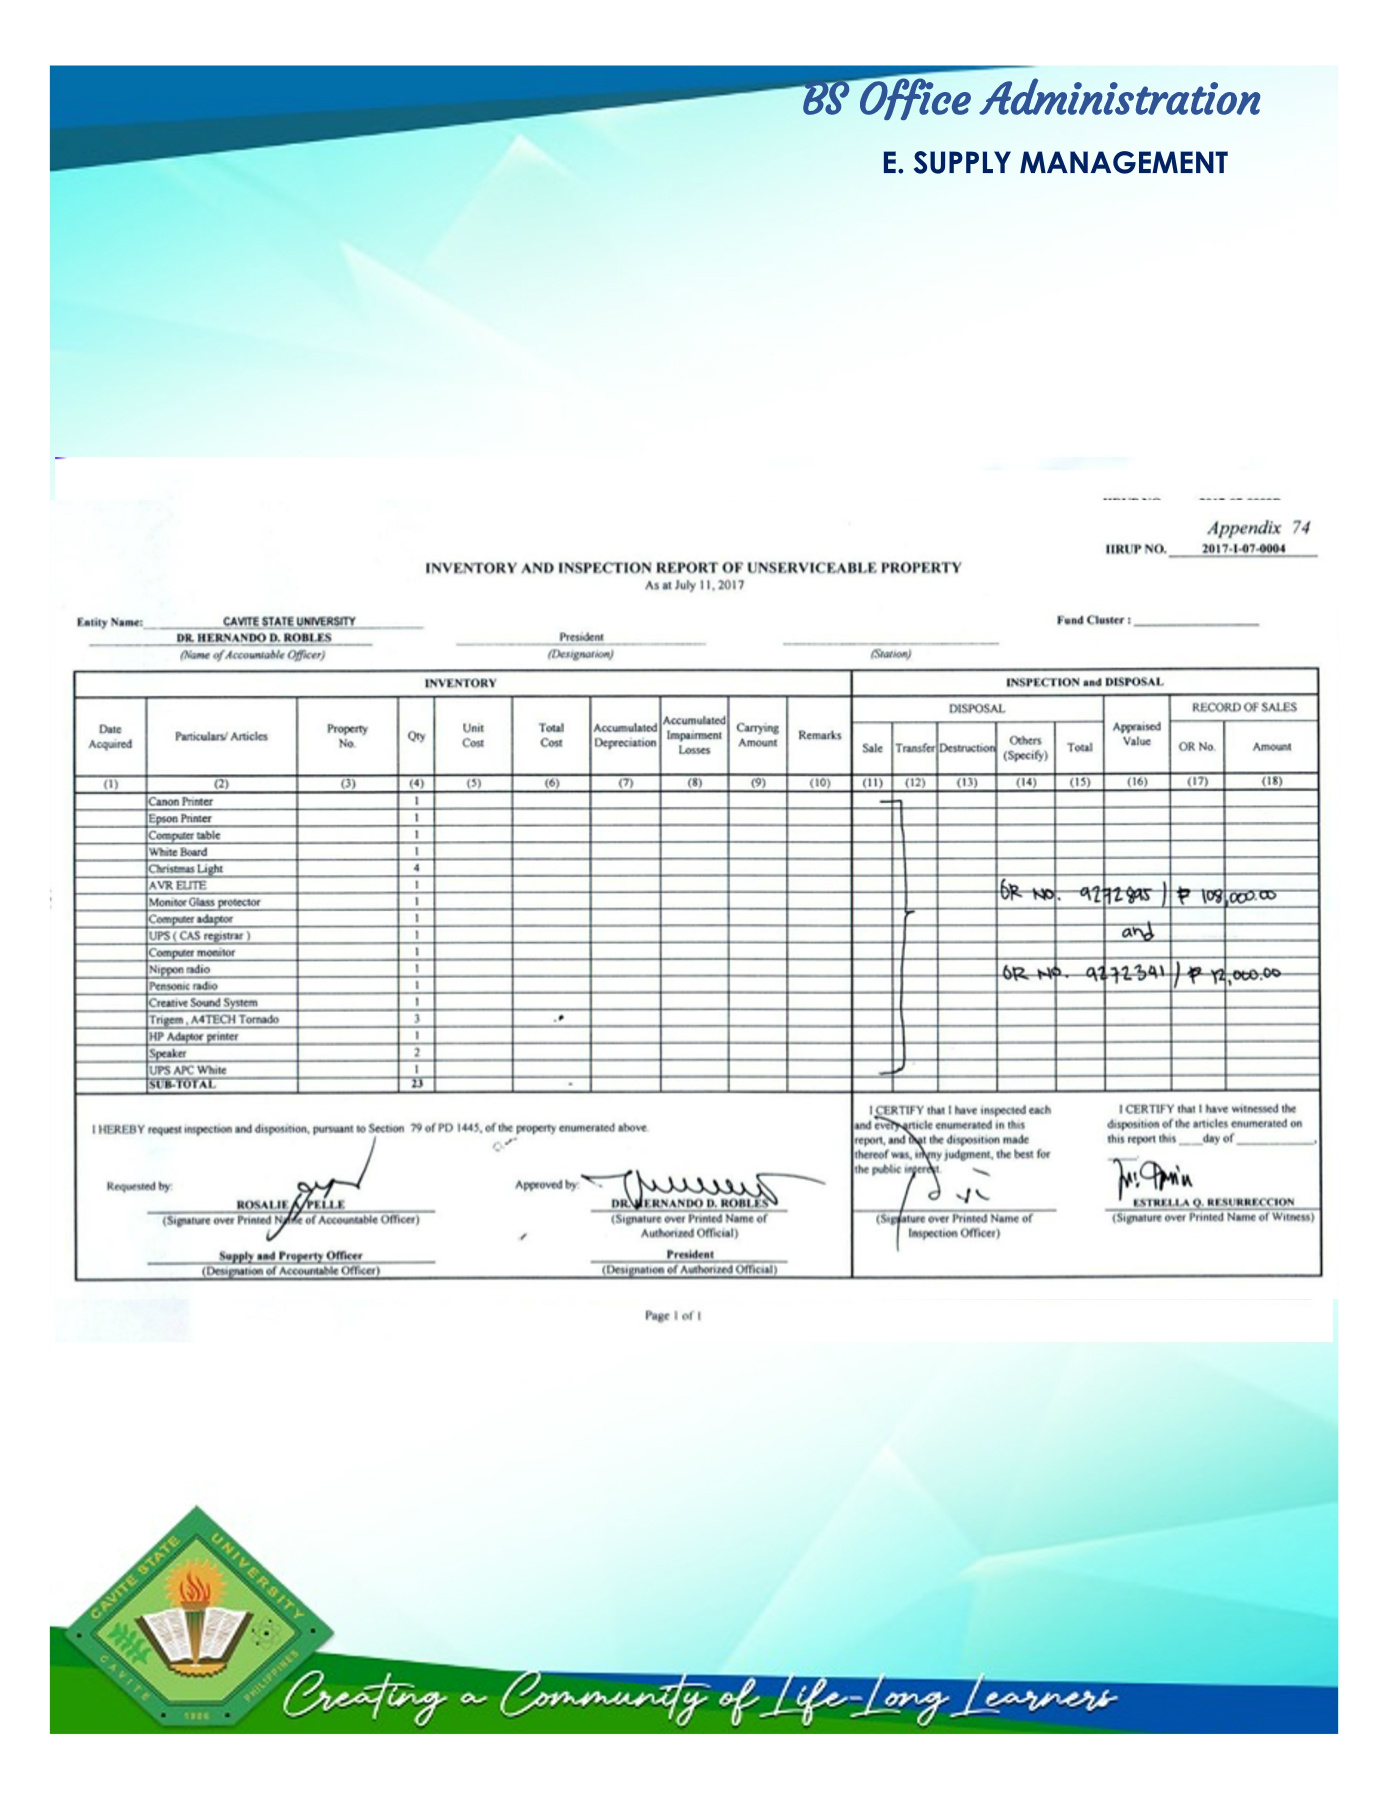 BS Office Administration
E. SUPPLY MANAGEMENT
Appendix 74
IIRUP NO. 2017-I-07-0004
INVENTORY AND INSPECTION REPORT OF UNSERVICEABLE PROPERTY
As at July 11, 2017
Entity Name: CAVITE STATE UNIVERSITY Fund Cluster :
DR. HERNANDO D. ROBLES President
(Name of Accountable Officer) (Designation) (Station)
INVENTORY INSPECTION and DISPOSAL
DISPOSAL RECORD OF SALES
Date Acquired Particulars/ Articles Property No. Qty Unit Cost Total Cost Accumulated Depreciation Accumulated Impairment Losses Carrying Amount Remarks Sale Transfer Destruction Others (Specify) Total Appraised Value OR No. Amount
(1) (2) (3) (4) (5) (6) (7) (8) (9) (10) (11) (12) (13) (14) (15) (16) (17) (18)
Canon Printer 1
Epson Printer 1
Computer table 1
White Board 1
Christmas Light 4
AVR ELITE 1
Monitor Glass protector 1
OR NO. 9272895 / ₱ 108,000.00
Computer adaptor 1
UPS ( CAS registrar ) 1
and
Computer monitor 1
Nippon radio 1
OR NO. 9272341 / ₱ 12,000.00
Pensonic radio 1
Creative Sound System 1
Trigem , A4TECH Tornado 3
HP Adaptor printer 1
Speaker 2
UPS APC White 1
SUB-TOTAL 23 -
I HEREBY request inspection and disposition, pursuant to Section 79 of PD 1445, of the property enumerated above.
Requested by:
ROSALIE A. PELLE
(Signature over Printed Name of Accountable Officer)
Supply and Property Officer
(Designation of Accountable Officer)
Approved by:
DR. HERNANDO D. ROBLES
(Signature over Printed Name of
Authorized Official)
President
(Designation of Authorized Official)
I CERTIFY that I have inspected each
and every article enumerated in this
report, and that the disposition made
thereof was, in my judgment, the best for
the public interest.
(Signature over Printed Name of
Inspection Officer)
I CERTIFY that I have witnessed the
disposition of the articles enumerated on
this report this ____day of ____________.
ESTRELLA Q. RESURRECCION
(Signature over Printed Name of Witness)
Page 1 of 1
CAVITE STATE UNIVERSITY
CAVITE PHILIPPINES
1906
Creating a Community of Life-Long Learners